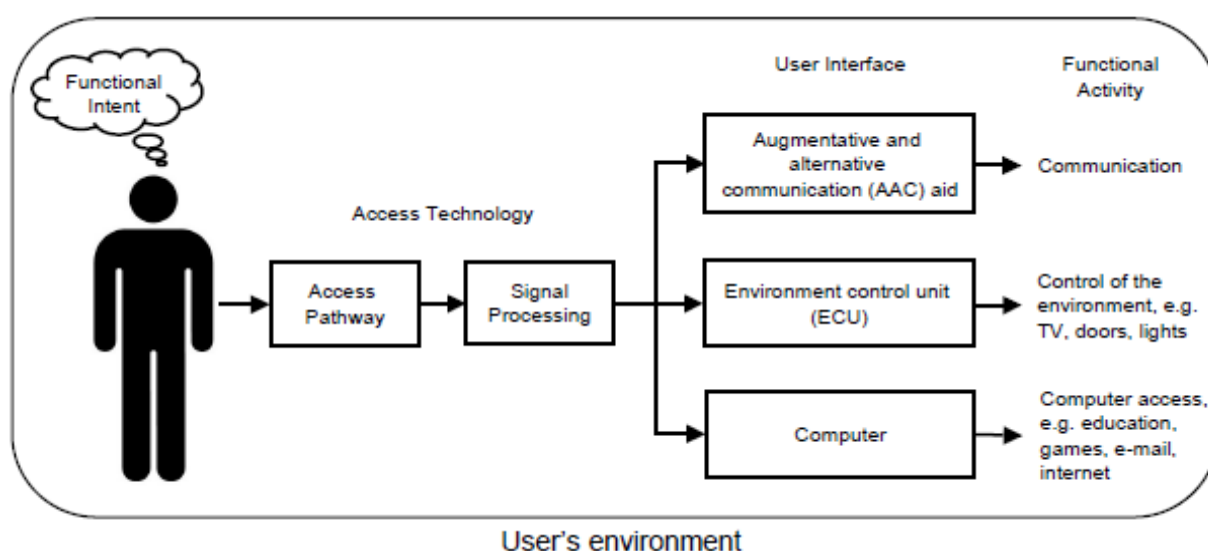 Functional
Intent
User Interface
Functional
Activity
Access Technology
Access
Pathway
Signal
Processing
Augmentative and
alternative
communication (AAC) aid
Communication
Environment control unit
(ECU)
Control of the
environment, e.g.
TV, doors, lights
Computer
Computer access,
e.g. education,
games, e-mail,
internet
User's environment